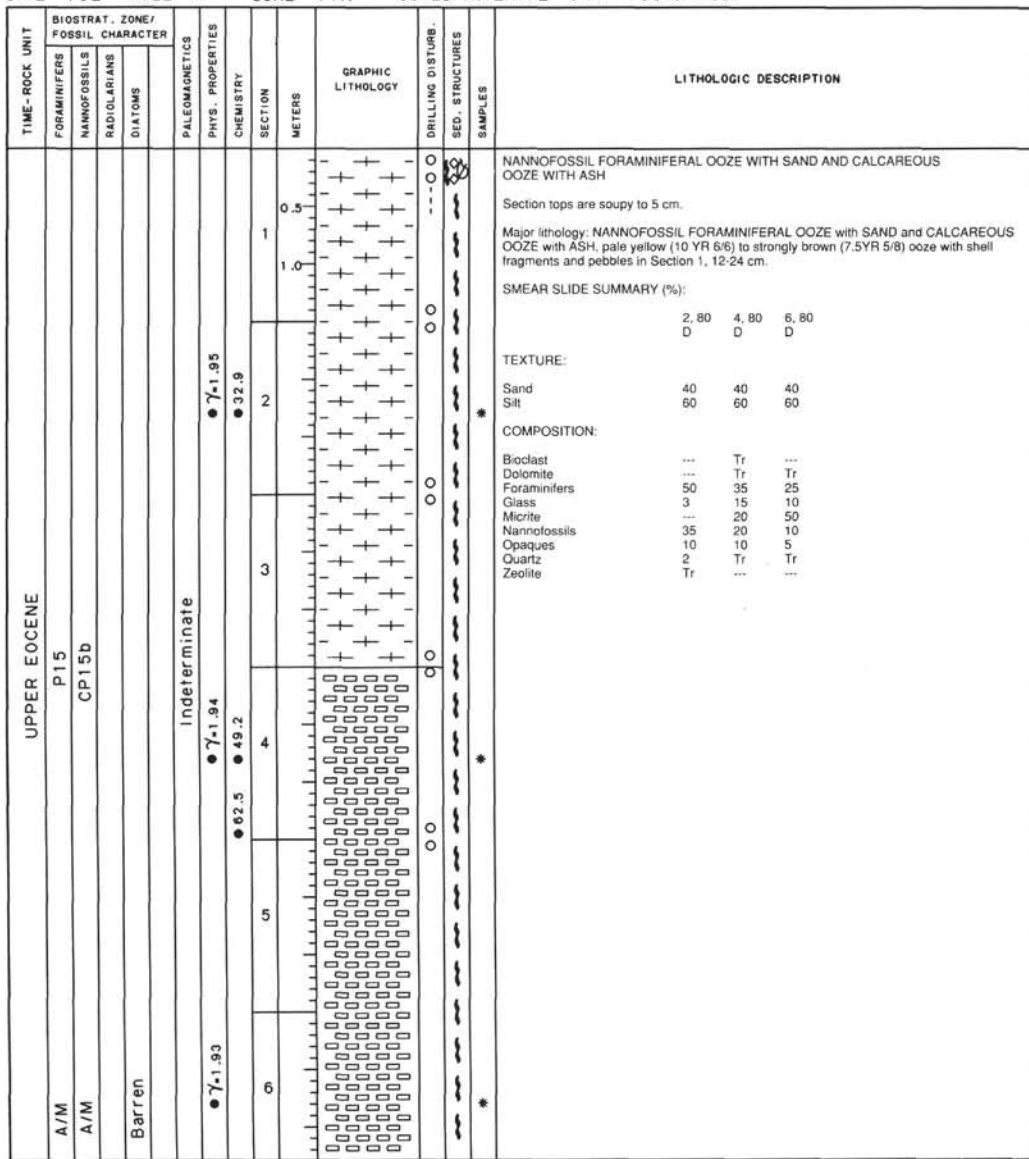 TIME-ROCK UNIT
BIOSTRAT. ZONE/
FOSSIL CHARACTER
FORAMINIFERS
NANNOFOSSILS
RADIOLARIANS
DIATOMS
PALEOMAGNETICS
PHYS. PROPERTIES
CHEMISTRY
SECTION
METERS
GRAPHIC
LITHOLOGY
DRILLING DISTURB.
SED. STRUCTURES
SAMPLES
LITHOLOGIC DESCRIPTION
UPPER EOCENE
P15
A/M
CP15b
A/M
Barren
Indeterminate
●γ=1.95
●γ=1.94
●γ=1.93
●32.9
●49.2
●62.5
1
2
3
4
5
6
0.5
1.0
*
*
*
NANNOFOSSIL FORAMINIFERAL OOZE WITH SAND AND CALCAREOUS
OOZE WITH ASH
Section tops are soupy to 5 cm.
Major lithology: NANNOFOSSIL FORAMINIFERAL OOZE with SAND and CALCAREOUS
OOZE with ASH, pale yellow (10 YR 6/6) to strongly brown (7.5YR 5/8) ooze with shell
fragments and pebbles in Section 1, 12-24 cm.
SMEAR SLIDE SUMMARY (%):
2, 80 4, 80 6, 80
D D D
TEXTURE:
Sand 40 40 40
Silt 60 60 60
COMPOSITION:
Bioclast --- Tr ---
Dolomite --- Tr Tr
Foraminifers 50 35 25
Glass 3 15 10
Micrite --- 20 50
Nannofossils 35 20 10
Opaques 10 10 5
Quartz 2 Tr Tr
Zeolite Tr --- ---